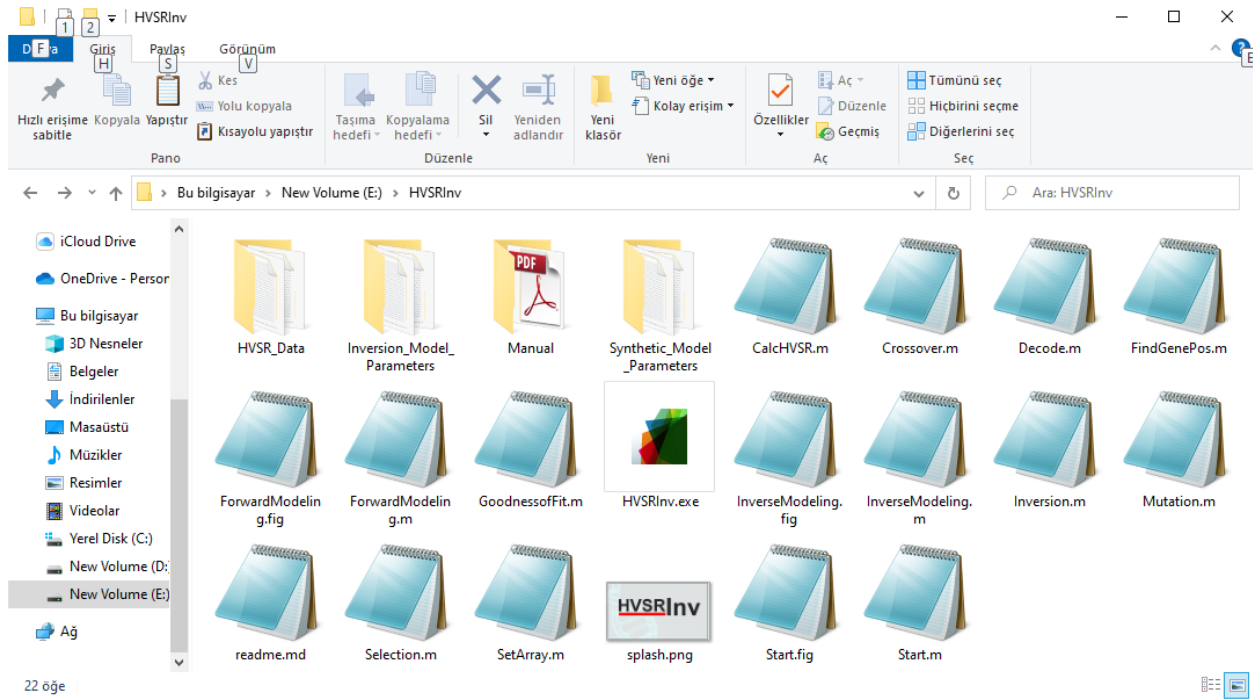 HVSRInv
1
2
F
Giriş
Paylaş
Görünüm
H
S
V
E
Hızlı erişime sabitle
Kopyala
Yapıştır
Kes
Yolu kopyala
Kısayolu yapıştır
Pano
Taşıma hedefi
Kopyalama hedefi
Sil
Yeniden adlandır
Düzenle
Yeni klasör
Yeni öğe
Kolay erişim
Yeni
Özellikler
Aç
Düzenle
Geçmiş
Aç
Tümünü seç
Hiçbirini seçme
Diğerlerini seç
Seç
Bu bilgisayar > New Volume (E:) > HVSRInv
Ara: HVSRInv
iCloud Drive
OneDrive - Person
Bu bilgisayar
3D Nesneler
Belgeler
İndirilenler
Masaüstü
Müzikler
Resimler
Videolar
Yerel Disk (C:)
New Volume (D:)
New Volume (E:)
Ağ
HVSR_Data
Inversion_Model_
Parameters
PDF
Manual
Synthetic_Model
_Parameters
CalcHVSR.m
Crossover.m
Decode.m
FindGenePos.m
ForwardModelin
g.fig
ForwardModelin
g.m
GoodnessofFit.m
HVSRInv.exe
InverseModeling.
fig
InverseModeling.
m
Inversion.m
Mutation.m
readme.md
Selection.m
SetArray.m
HVSRInv
splash.png
Start.fig
Start.m
22 öğe